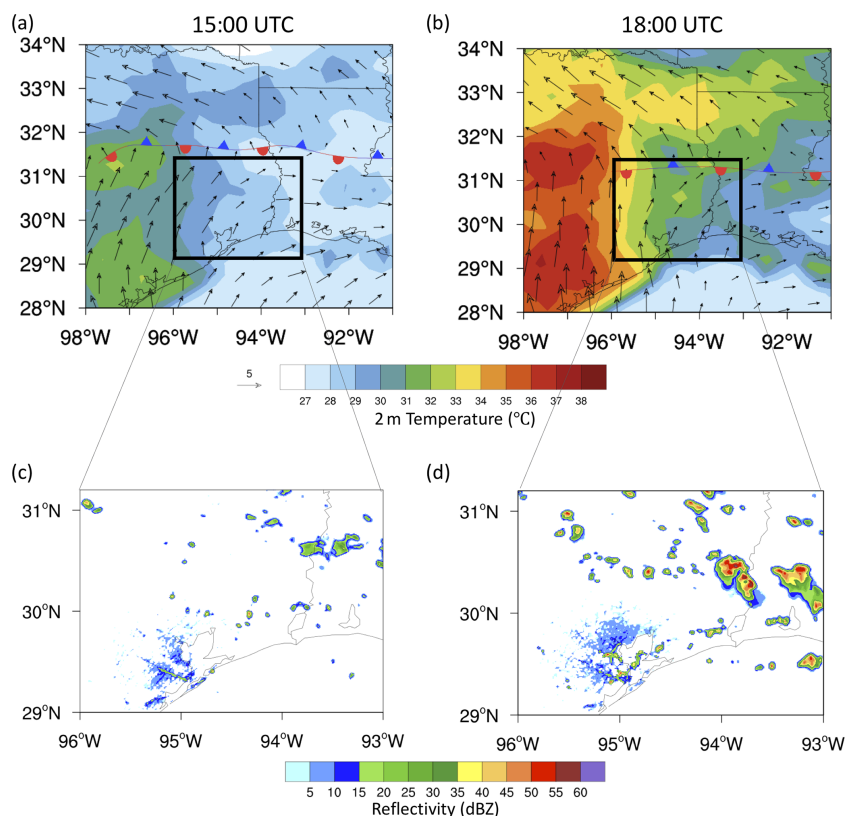 (a) 15:00 UTC (b) 18:00 UTC
34°N 34°N
33°N 33°N
32°N 32°N
31°N 31°N
30°N 30°N
29°N 29°N
28°N 28°N
98°W 96°W 94°W 92°W 98°W 96°W 94°W 92°W
5
27 28 29 30 31 32 33 34 35 36 37 38
2 m Temperature (℃)
(c) (d)
31°N 31°N
30°N 30°N
29°N 29°N
96°W 95°W 94°W 93°W 96°W 95°W 94°W 93°W
5 10 15 20 25 30 35 40 45 50 55 60
Reflectivity (dBZ)